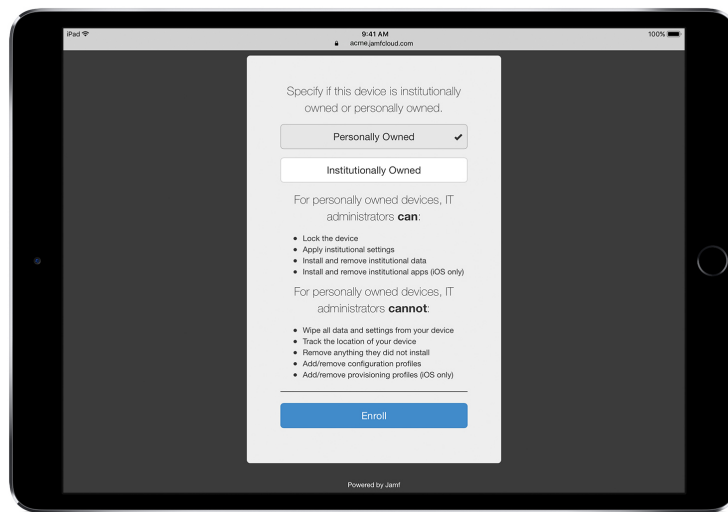 iPad
9:41 AM
100%
acme.jamfcloud.com
Specify if this device is institutionally
owned or personally owned.
Personally Owned
Institutionally Owned
For personally owned devices, IT
administrators can:
• Lock the device
• Apply institutional settings
• Install and remove institutional data
• Install and remove institutional apps (iOS only)
For personally owned devices, IT
administrators cannot:
• Wipe all data and settings from your device
• Track the location of your device
• Remove anything they did not install
• Add/remove configuration profiles
• Add/remove provisioning profiles (iOS only)
Enroll
Powered by Jamf